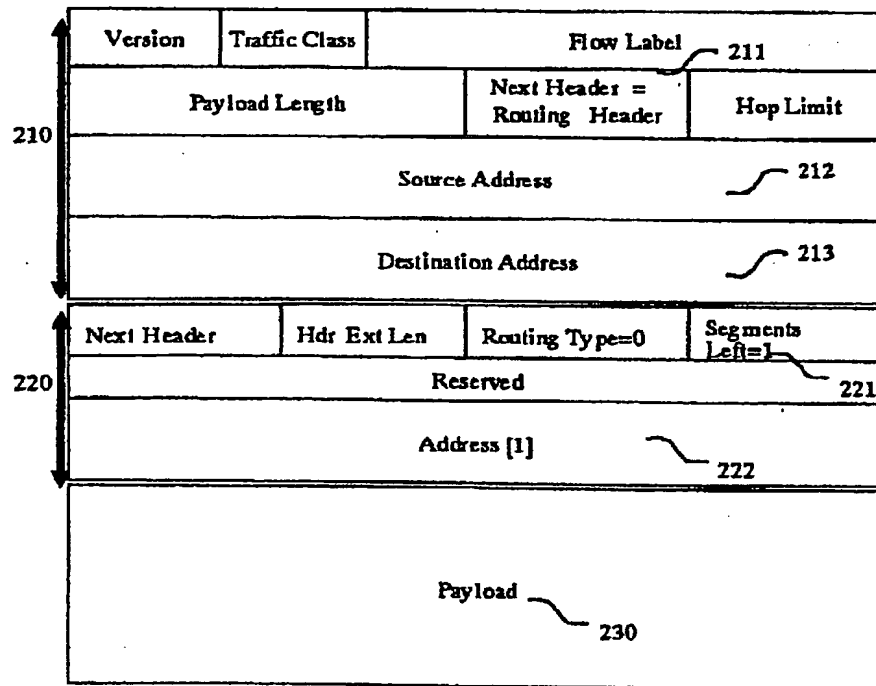 Version Traffic Class Flow Label
211
Payload Length Next Header = Routing Header Hop Limit
210
Source Address 212
Destination Address 213
Next Header Hdr Ext Len Routing Type=0 Segments Left=1
220
Reserved 221
Address [1]
222
Payload
230